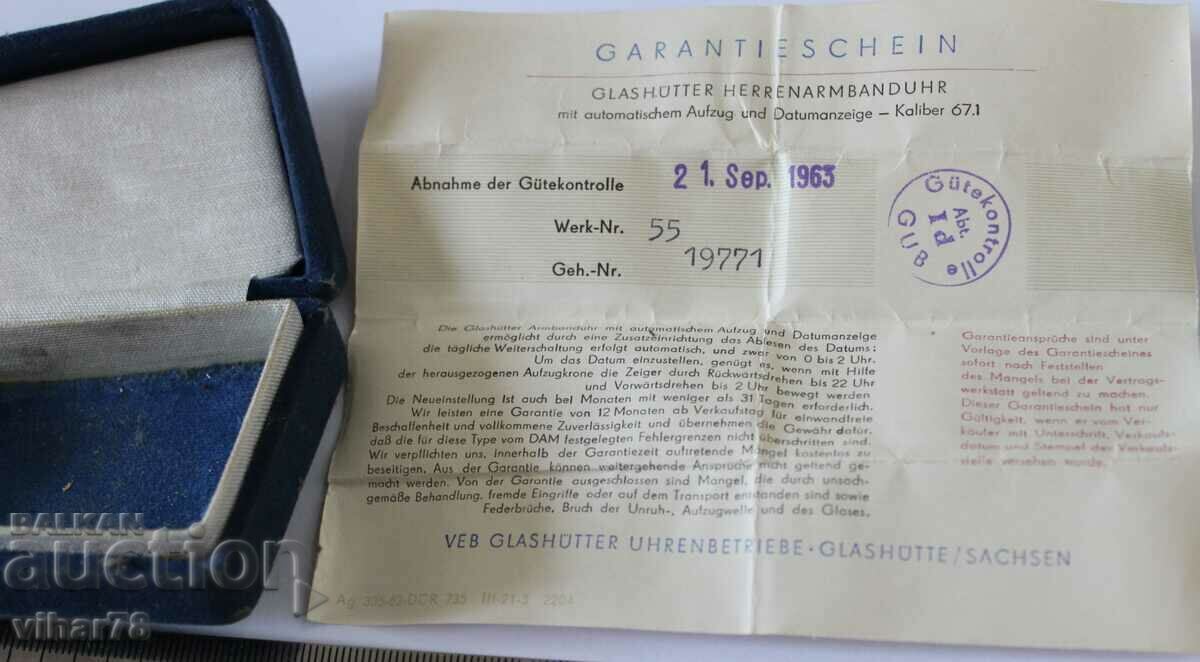 GARANTIESCHEIN
GLASHÜTTER HERRENARMBANDUHR
mit automatischem Aufzug und Datumanzeige – Kaliber 67.1
Abnahme der Gütekontrolle 21. Sep. 1963
Werk-Nr. 55
Geh.-Nr. 19771
Gütekontrolle
Abt.
Id
GUB
Die Glashütter Armbanduhr mit automatischem Aufzug und Datumanzeige
ermöglicht durch eine Zusatzeinrichtung das Ablesen des Datums;
die tägliche Weiterschaltung erfolgt automatisch, und zwar von 0 bis 2 Uhr.
Um das Datum einzustellen, genügt es, wenn mit Hilfe
der herausgezogenen Aufzugkrone die Zeiger durch Rückwärtsdrehen bis 22 Uhr
und Vorwärtsdrehen bis 2 Uhr bewegt werden
Die Neueinstellung Ist auch bei Monaten mit weniger als 31 Tagen erforderlich.
Wir leisten eine Garantie von 12 Monaten ab Verkaufstag für einwandfreie
Beschaffenheit und vollkommene Zuverlässigkeit und übernehmen die Gewähr dafür,
daß die für diese Type vom DAM festgelegten Fehlergrenzen nicht überschritten sind.
Wir verpflichten uns, innerhalb der Garantiezeit auftretende Mängel kostenlos zu
beseitigen. Aus der Garantie können weitergehende Ansprüche nicht geltend ge-
macht werden. Von der Garantie ausgeschlossen sind Mängel, die durch unsach-
gemäße Behandlung, fremde Eingriffe oder auf dem Transport entstanden sind sowie
Federbrüche, Bruch der Unruh-, Aufzugwelle und des Glases.
Garantieansprüche sind unter
Vorlage des Garantiescheines
sofort nach Feststellen
des Mangels bei der Vertrags-
werkstatt geltend zu machen.
Dieser Garantieschein hat nur
Gültigkeit, wenn er vom Ver-
käufer mit Unterschrift, Verkaufs-
datum und Stempel der Verkaufs-
stelle versehen wurde.
VEB GLASHÜTTER UHRENBETRIEBE · GLASHÜTTE/SACHSEN
Ag 335-62-DDR 735 III-21-3 2204
BALKAN
auction
vihar78